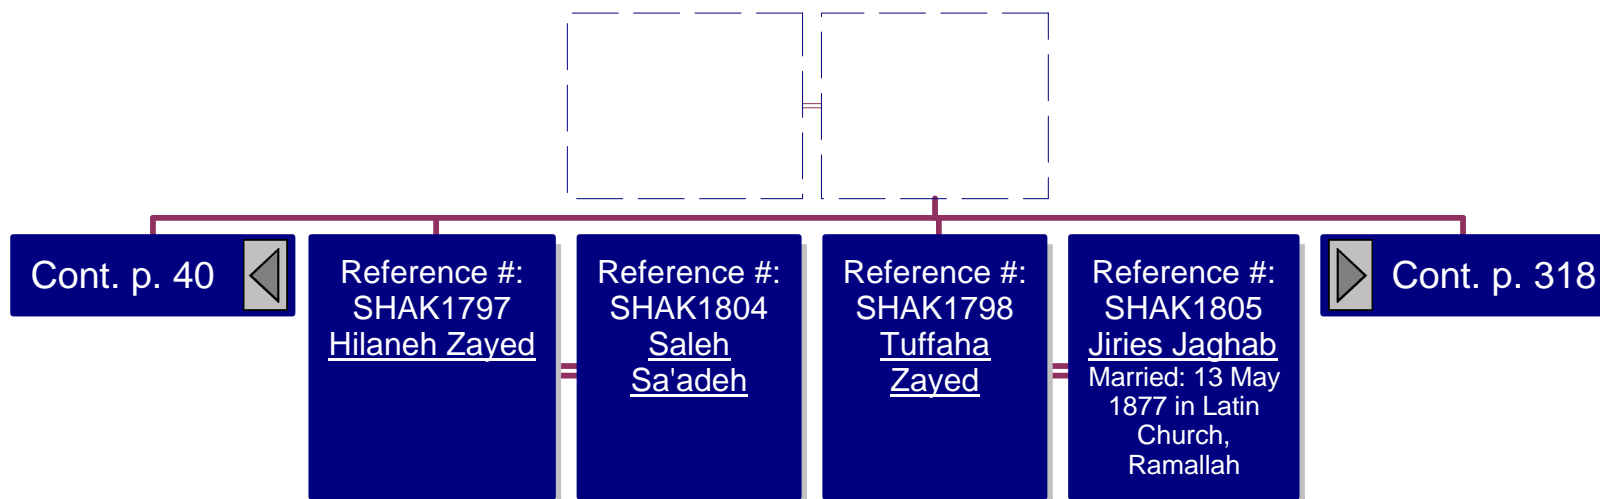 Cont. p. 40
Reference #:
SHAK1797
Hilaneh Zayed
Reference #:
SHAK1804
Saleh
Sa'adeh
Reference #:
SHAK1798
Tuffaha
Zayed
Reference #:
SHAK1805
Jiries Jaghab
Married: 13 May
1877 in Latin
Church,
Ramallah
Cont. p. 318